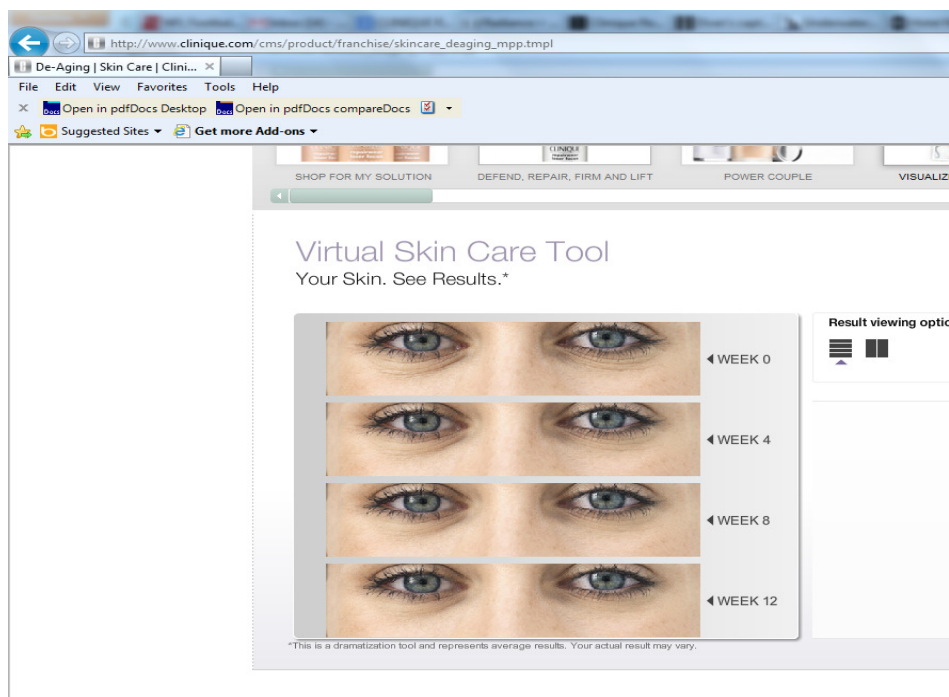 http://www.clinique.com/cms/product/franchise/skincare_deaging_mpp.tmpl
De-Aging | Skin Care | Clini...
File Edit View Favorites Tools Help
Open in pdfDocs Desktop Open in pdfDocs compareDocs
Suggested Sites Get more Add-ons
CLINIQUE
SHOP FOR MY SOLUTION DEFEND, REPAIR, FIRM AND LIFT POWER COUPLE VISUALIZ
Virtual Skin Care Tool
Your Skin. See Results.*
Result viewing optio
WEEK 0
WEEK 4
WEEK 8
WEEK 12
*This is a dramatization tool and represents average results. Your actual result may vary.